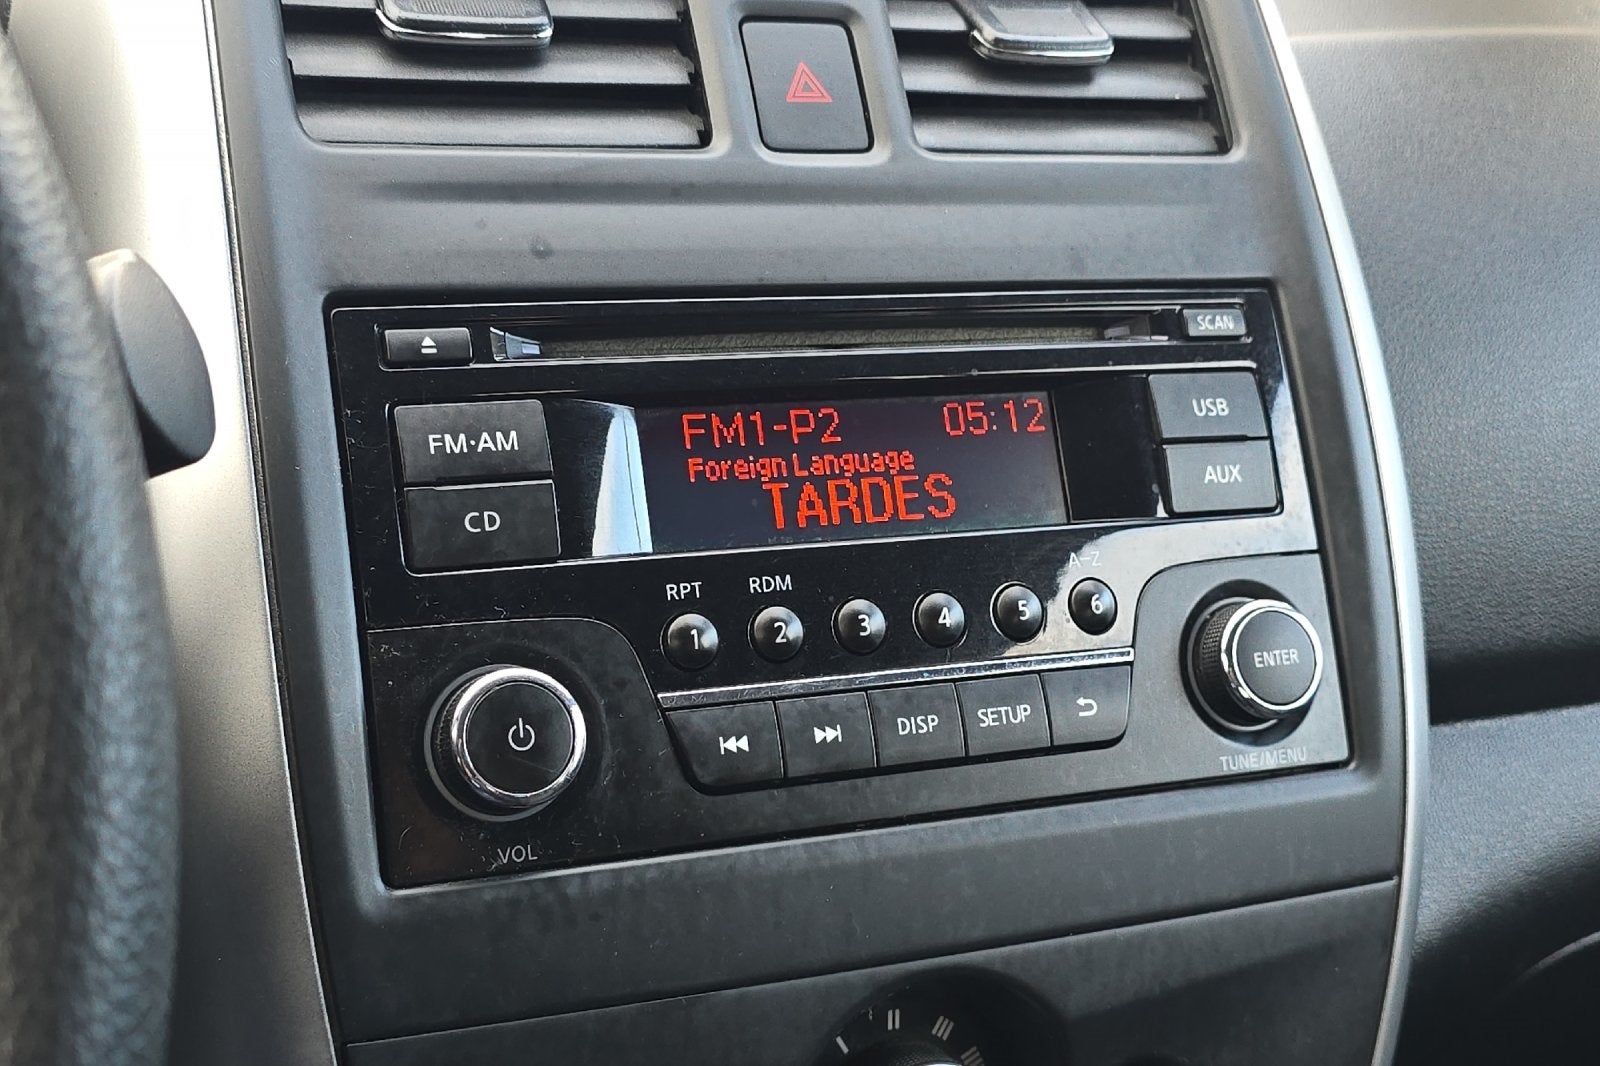 SCAN
FM·AM
FM1-P2 05:12
USB
Foreign Language
AUX
TARDES
CD
RPT RDM A-Z
1 2 3 4 5 6
ENTER
DISP SETUP
TUNE/MENU
VOL